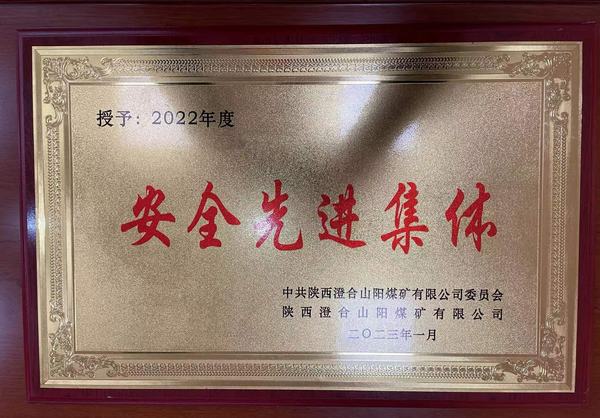 授予：2022年度
安全先进集体
中共陕西澄合山阳煤矿有限公司委员会
陕西澄合山阳煤矿有限公司
二〇二三年一月